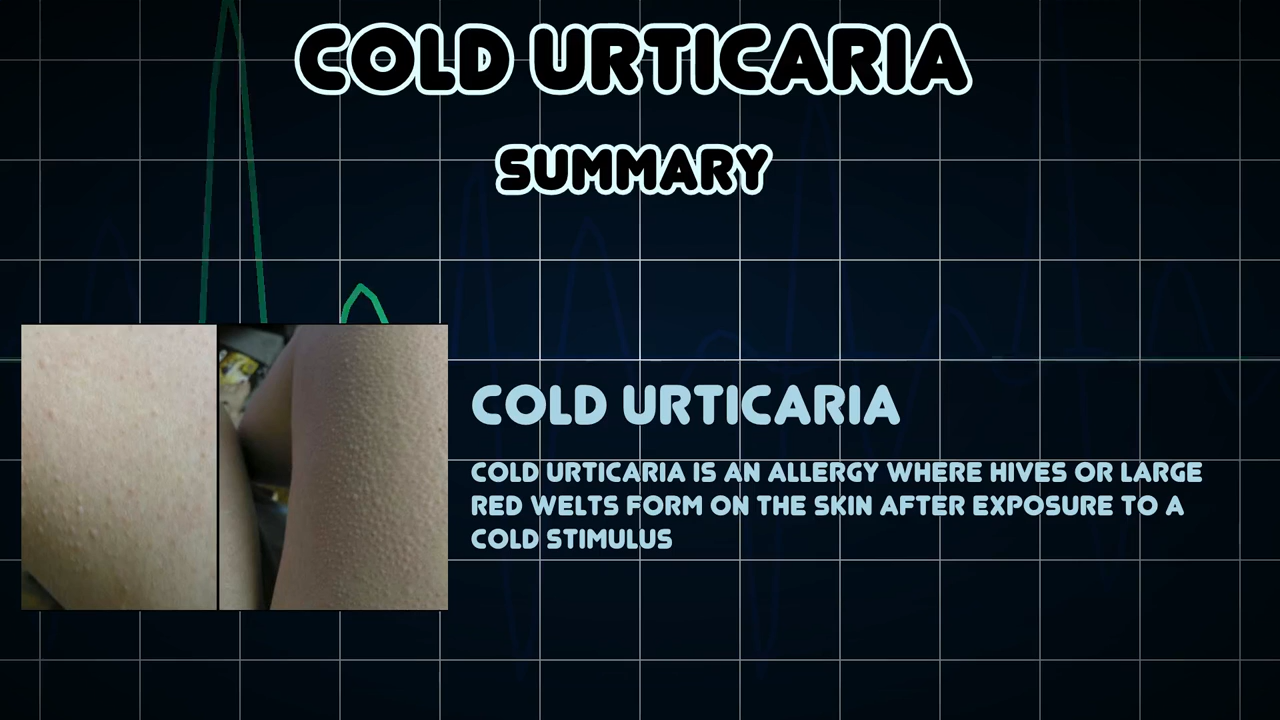 COLD URTICARIA
SUMMARY
COLD URTICARIA
COLD URTICARIA IS AN ALLERGY WHERE HIVES OR LARGE
RED WELTS FORM ON THE SKIN AFTER EXPOSURE TO A
COLD STIMULUS